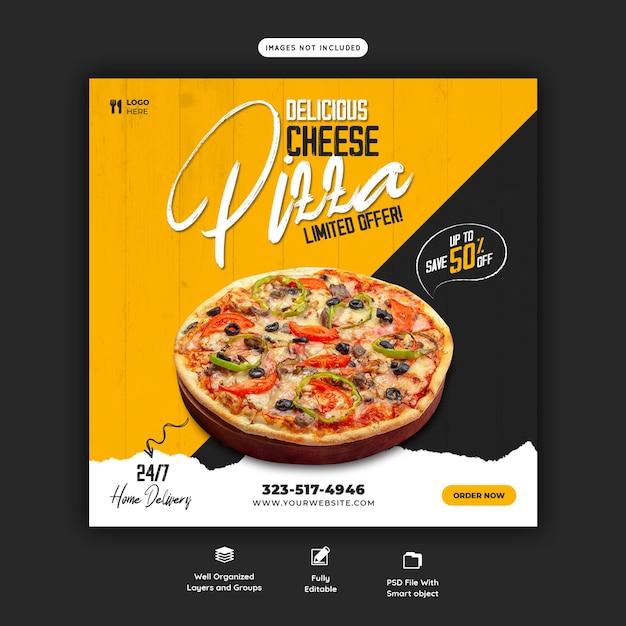 IMAGES NOT INCLUDED
LOGO
HERE
DELICIOUS
CHEESE
Pizza
LIMITED OFFER!
UP TO
SAVE 50% OFF
24/7
Home Delivery
323-517-4946
WWW.YOURWEBSITE.COM
ORDER NOW
Well Organized
Layers and Groups
Fully
Editable
PSD File With
Smart object